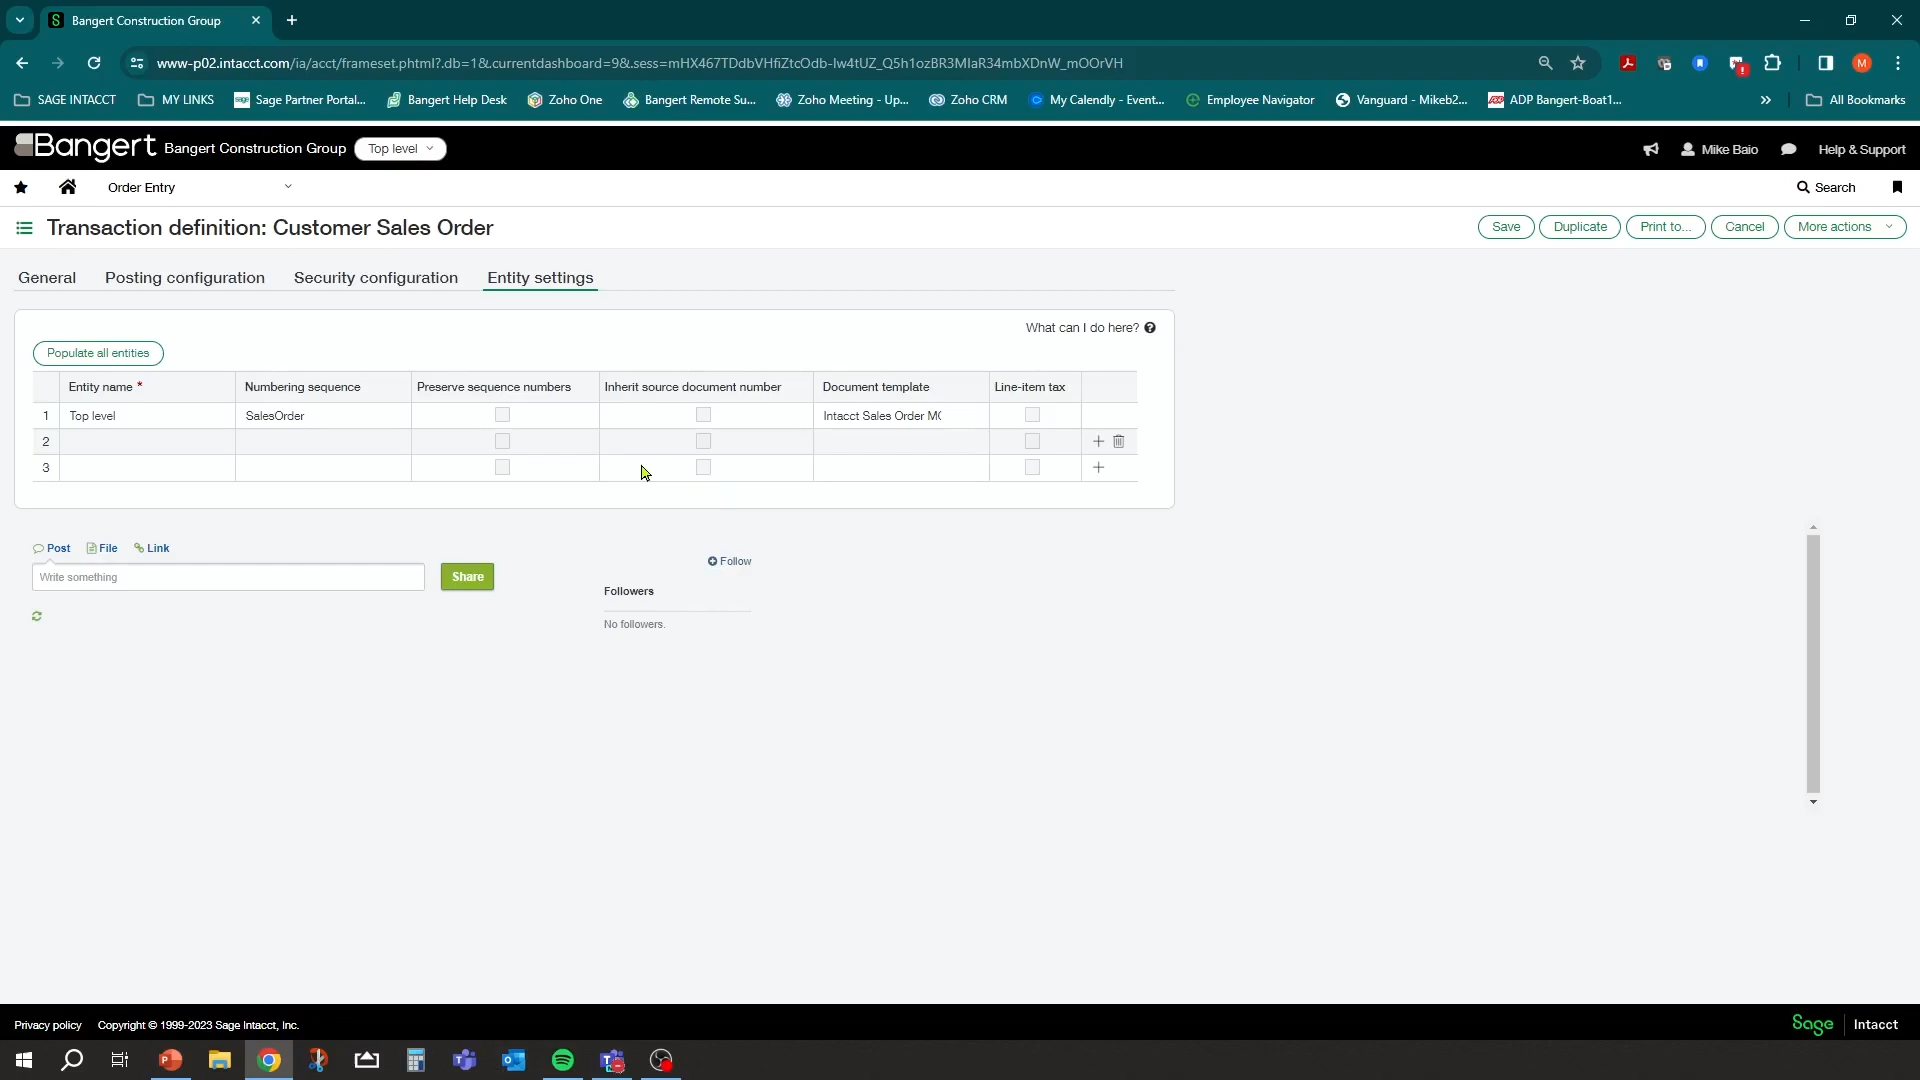 Bangert Construction Group
www-p02.intacct.com/ia/acct/frameset.phtml?.db=1&.currentdashboard=9&.sess=mHX467TDdbVHfiZtcOdb-Iw4tUZ_Q5h1ozBR3MIaR34mbXDnW_mOOrVH
SAGE INTACCT MY LINKS Sage Partner Portal... Bangert Help Desk Zoho One Bangert Remote Su... Zoho Meeting - Up... Zoho CRM My Calendly - Event... Employee Navigator Vanguard - Mikeb2... ADP Bangert-Boat1... » All Bookmarks
Bangert Bangert Construction Group Top level Mike Baio Help & Support
Order Entry Search
Transaction definition: Customer Sales Order Save Duplicate Print to... Cancel More actions
General Posting configuration Security configuration Entity settings
What can I do here?
Populate all entities
Entity name * Numbering sequence Preserve sequence numbers Inherit source document number Document template Line-item tax
1 Top level SalesOrder Intacct Sales Order MC
2
3
Post File Link
Follow
Write something Share
Followers
No followers.
Privacy policy Copyright © 1999-2023 Sage Intacct, Inc. Sage Intacct